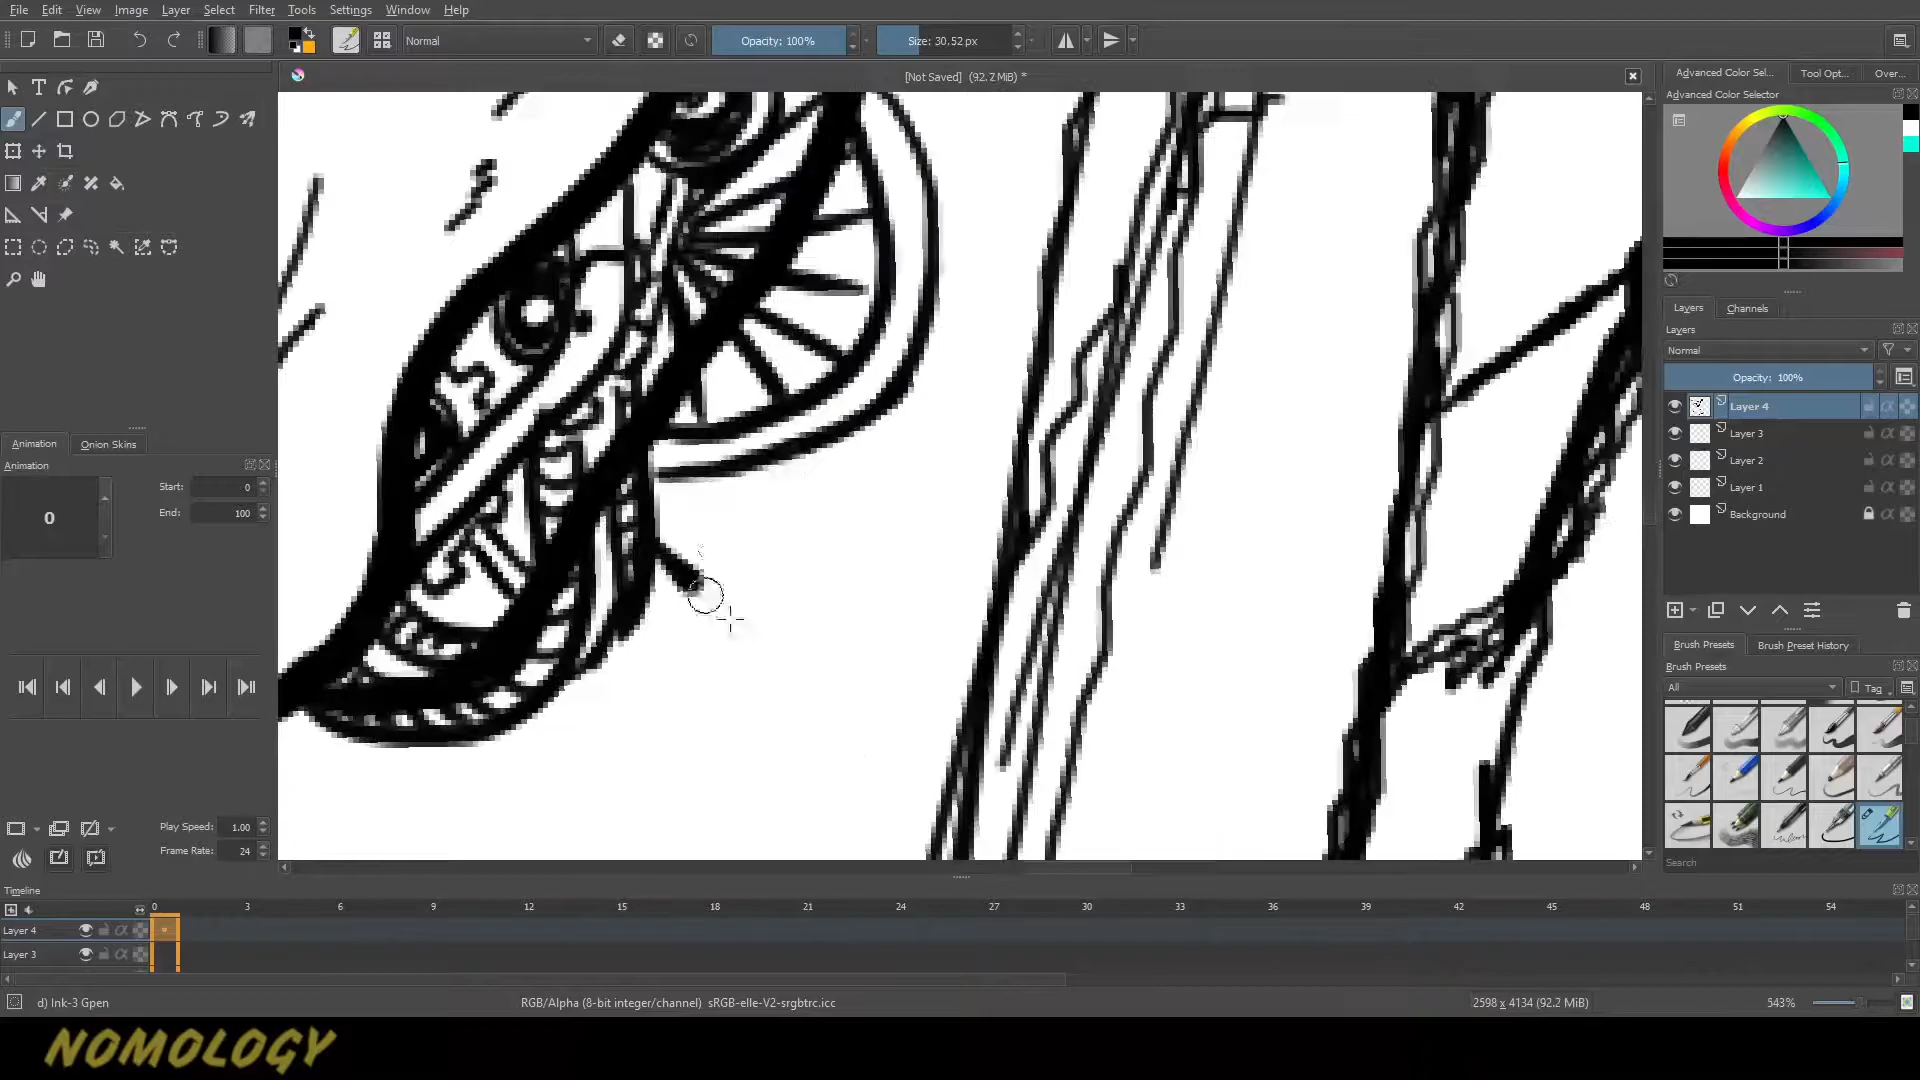 File Edit View Image Layer Select Filter Tools Settings Window Help
Normal Opacity: 100% Size: 30.52 px
[Not Saved] (92.2 MiB) *
Advanced Color Sel... Tool Opt... Over...
Advanced Color Selector
Layers Channels
Layers
Normal
Opacity: 100%
Layer 4
Layer 3
Layer 2
Layer 1
Background
Animation Onion Skins
Animation
Start: 0
0
End: 100
Brush Presets Brush Preset History
Brush Presets
All Tag
Play Speed: 1.00
Frame Rate: 24
Search
Timeline
0 3 6 9 12 15 18 21 24 27 30 33 36 39 42 45 48 51 54
Layer 4
Layer 3
d) Ink-3 Gpen RGB/Alpha (8-bit integer/channel) sRGB-elle-V2-srgbtrc.icc 2598 x 4134 (92.2 MiB) 543%
NOMOLOGY